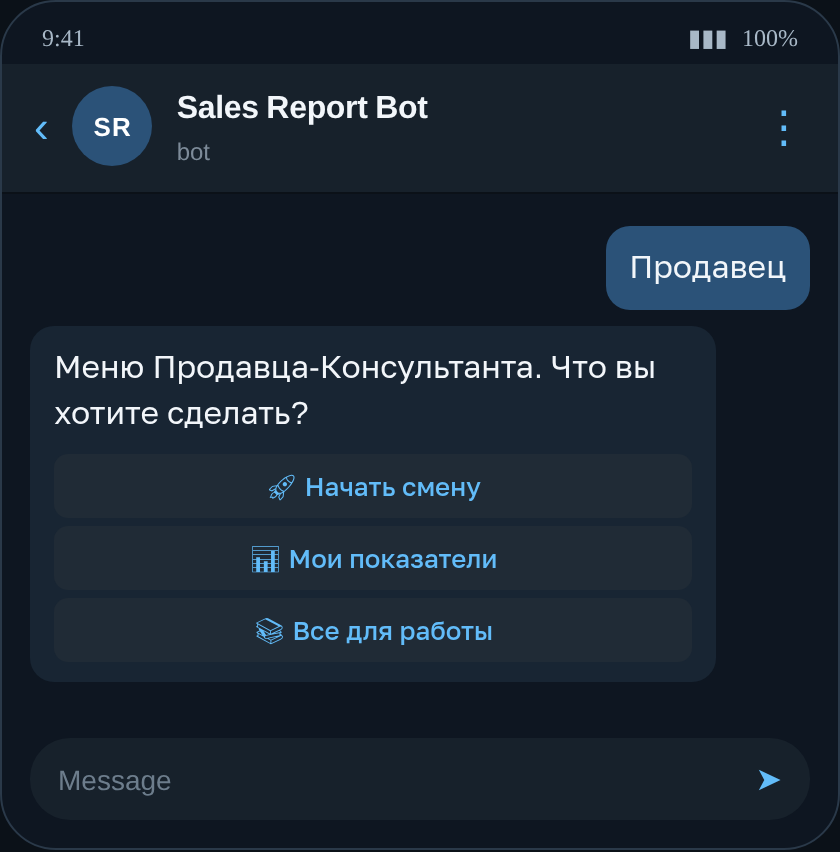 9:41 100%
Sales Report Bot
SR
bot
Продавец
Меню Продавца-Консультанта. Что вы
хотите сделать?
🚀 Начать смену
📊 Мои показатели
📚 Все для работы
Message